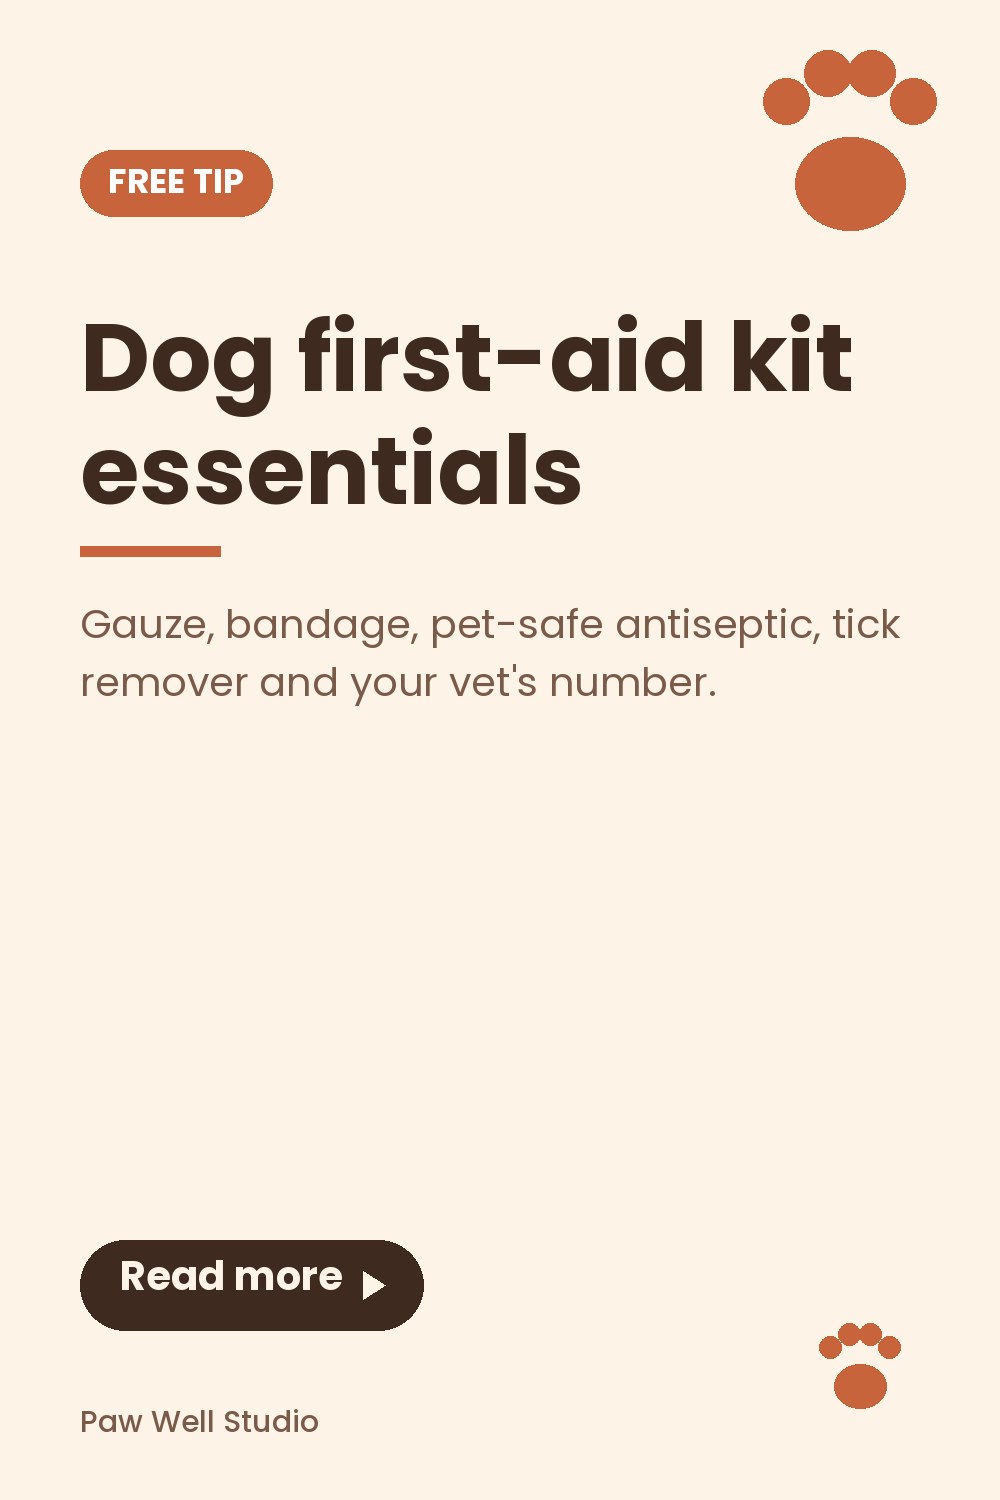 FREE TIP
Dog first-aid kit
essentials
Gauze, bandage, pet-safe antiseptic, tick
remover and your vet's number.
Read more
Paw Well Studio